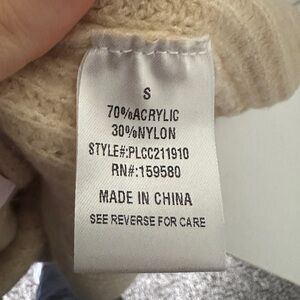 S
70%ACRYLIC
30%NYLON
STYLE#:PLCC211910
RN#:159580
MADE IN CHINA
SEE REVERSE FOR CARE